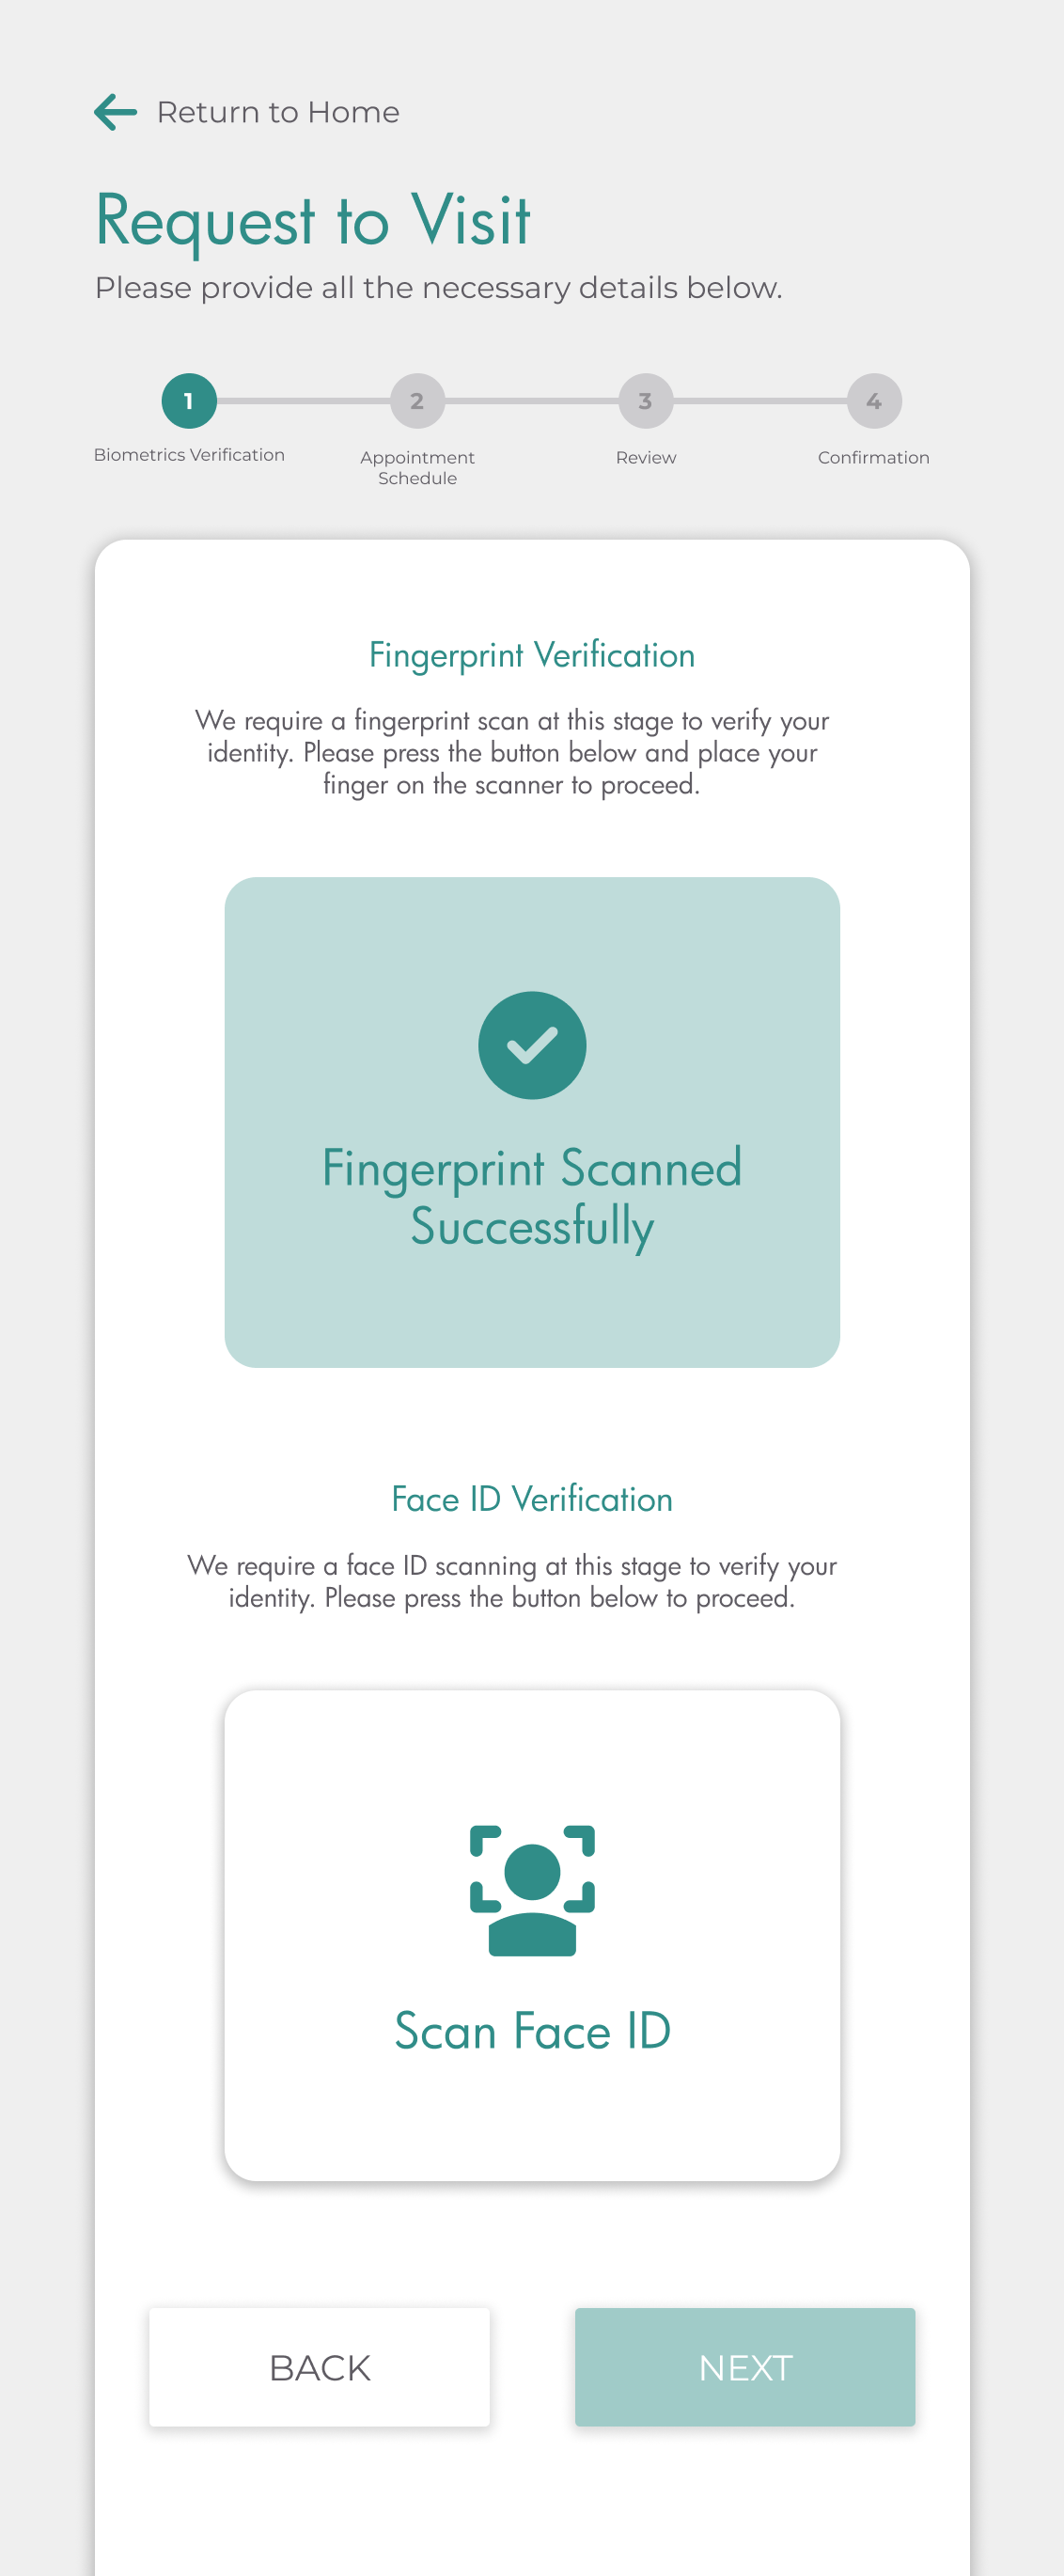 Return to Home
Request to Visit
Please provide all the necessary details below.
1
2
3
4
Biometrics Verification
Appointment
Schedule
Review
Confirmation
Fingerprint Verification
We require a fingerprint scan at this stage to verify your
identity. Please press the button below and place your
finger on the scanner to proceed.
Fingerprint Scanned
Successfully
Face ID Verification
We require a face ID scanning at this stage to verify your
identity. Please press the button below to proceed.
Scan Face ID
BACK
NEXT